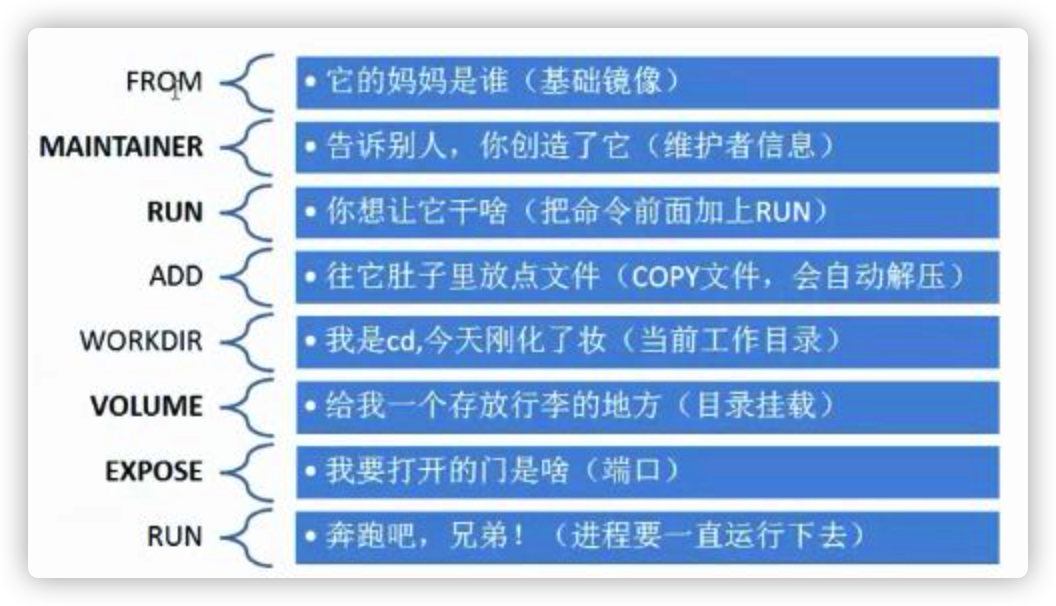 FROM • 它的妈妈是谁（基础镜像）
MAINTAINER • 告诉别人，你创造了它（维护者信息）
RUN • 你想让它干啥（把命令前面加上RUN）
ADD • 往它肚子里放点文件（COPY文件，会自动解压）
WORKDIR • 我是cd,今天刚化了妆（当前工作目录）
VOLUME • 给我一个存放行李的地方（目录挂载）
EXPOSE • 我要打开的门是啥（端口）
RUN • 奔跑吧，兄弟！（进程要一直运行下去）